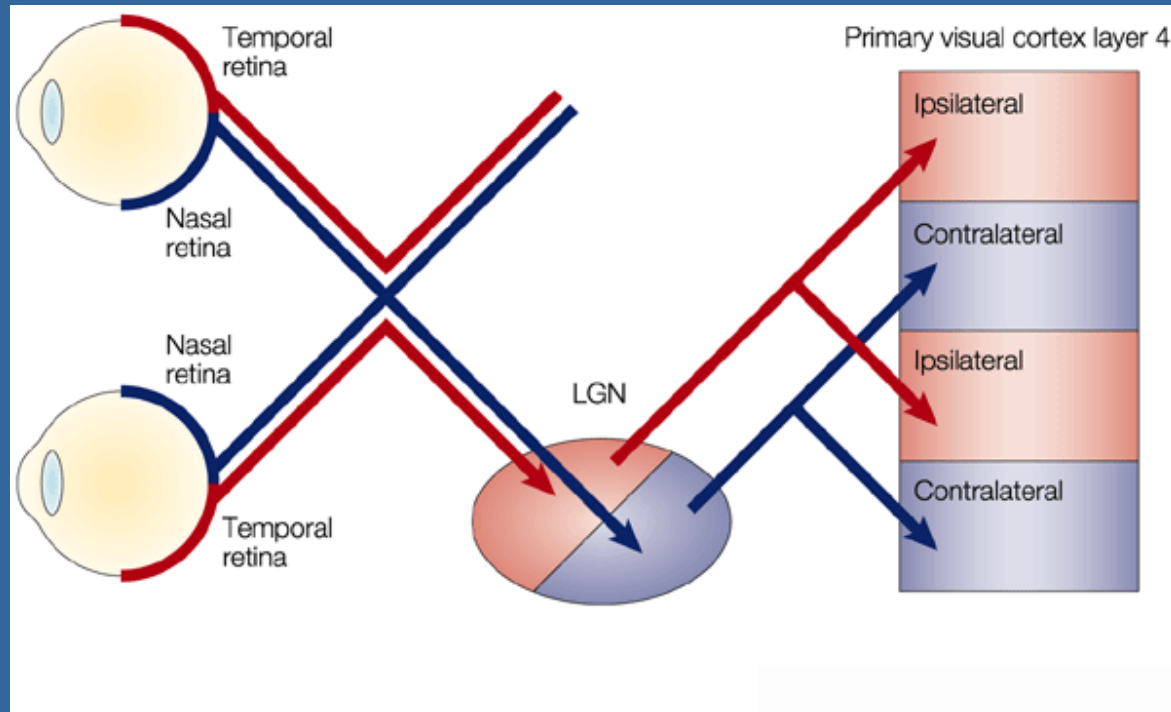 Temporal
retina
Primary visual cortex layer 4
Ipsilateral
Nasal
retina
Contralateral
Nasal
retina
LGN
Ipsilateral
Temporal
retina
Contralateral